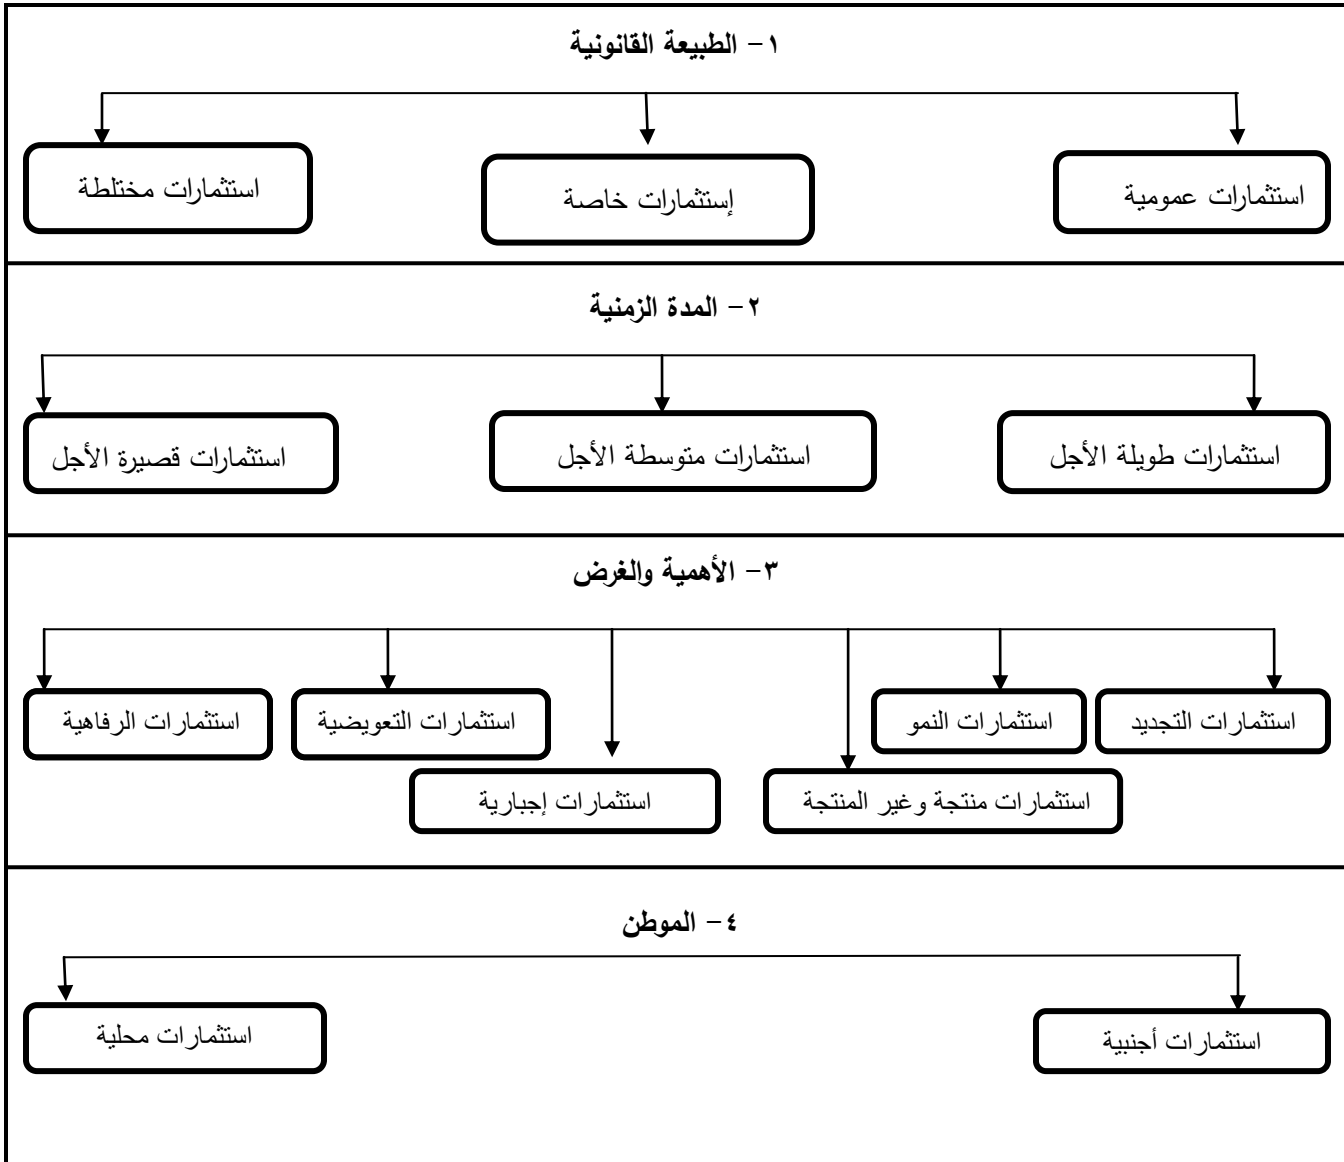 ١- الطبيعة القانونية
استثمارات عمومية
إستثمارات خاصة
استثمارات مختلطة
٢- المدة الزمنية
استثمارات طويلة الأجل
استثمارات متوسطة الأجل
استثمارات قصيرة الأجل
٣- الأهمية والغرض
استثمارات التجديد
استثمارات النمو
استثمارات منتجة وغير المنتجة
استثمارات إجبارية
استثمارات التعويضية
استثمارات الرفاهية
٤- الموطن
استثمارات أجنبية
استثمارات محلية